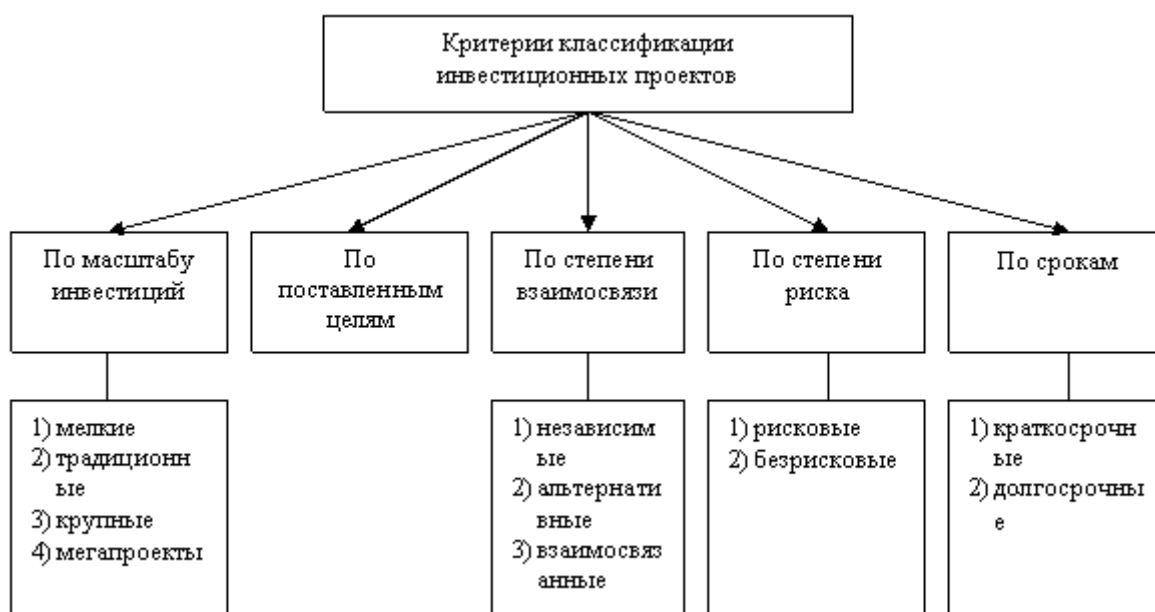 Критерии классификации
инвестиционных проектов
По масштабу
инвестиций
По
поставленным
целям
По степени
взаимосвязи
По степени
риска
По срокам
1) мелкие
2) традиционн
ые
3) крупные
4) мегапроекты
1) независим
ые
2) альтернати
вные
3) взаимосвяз
анные
1) рисковые
2) безрисковые
1) краткосрочн
ые
2) долгосрочны
е